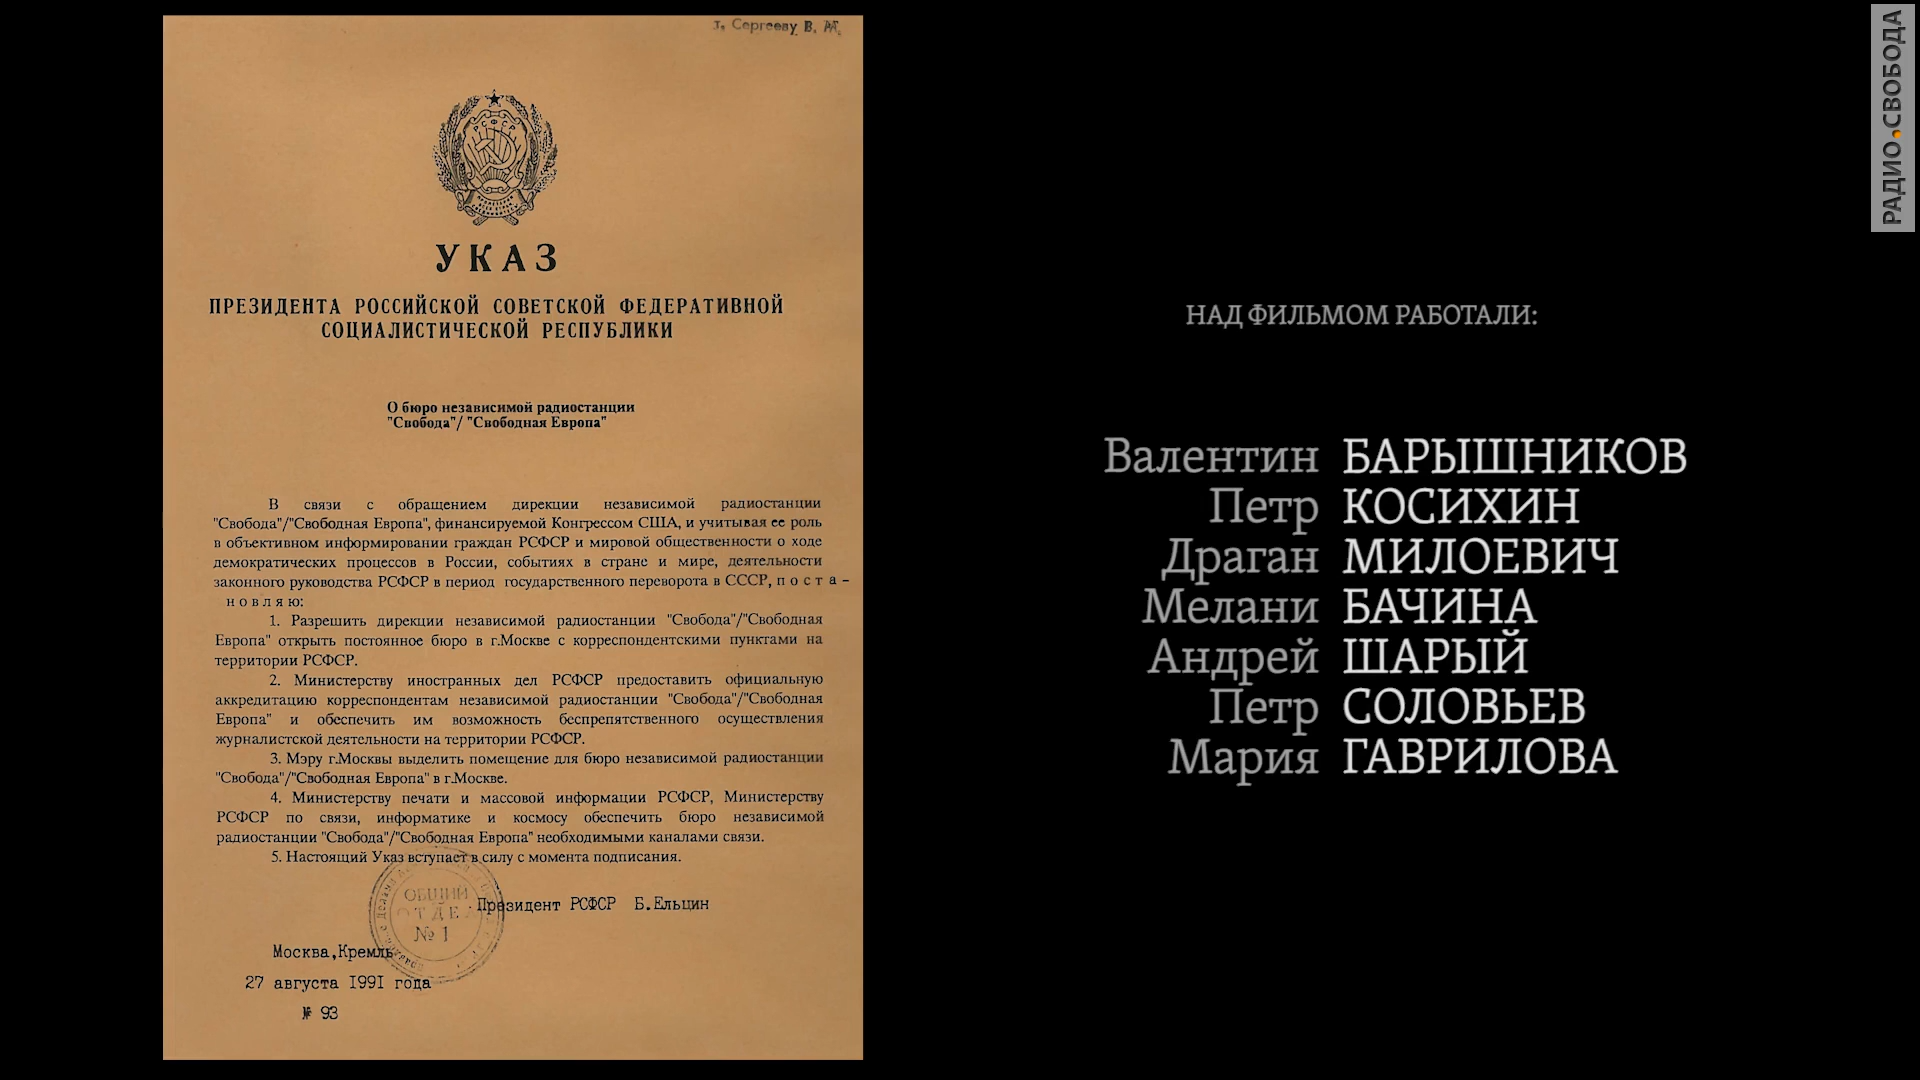 т. Сергееву В. М.
РСФСР
УКАЗ
ПРЕЗИДЕНТА РОССИЙСКОЙ СОВЕТСКОЙ ФЕДЕРАТИВНОЙ
СОЦИАЛИСТИЧЕСКОЙ РЕСПУБЛИКИ
О бюро независимой радиостанции
"Свобода"/ "Свободная Европа"
В связи с обращением дирекции независимой радиостанции
"Свобода"/"Свободная Европа", финансируемой Конгрессом США, и учитывая ее роль
в объективном информировании граждан РСФСР и мировой общественности о ходе
демократических процессов в России, событиях в стране и мире, деятельности
законного руководства РСФСР в период государственного переворота в СССР, п о с т а -
н о в л я ю:
1. Разрешить дирекции независимой радиостанции "Свобода"/"Свободная
Европа" открыть постоянное бюро в г.Москве с корреспондентскими пунктами на
территории РСФСР.
2. Министерству иностранных дел РСФСР предоставить официальную
аккредитацию корреспондентам независимой радиостанции "Свобода"/"Свободная
Европа" и обеспечить им возможность беспрепятственного осуществления
журналистской деятельности на территории РСФСР.
3. Мэру г.Москвы выделить помещение для бюро независимой радиостанции
"Свобода"/"Свободная Европа" в г.Москве.
4. Министерству печати и массовой информации РСФСР, Министерству
РСФСР по связи, информатике и космосу обеспечить бюро независимой
радиостанции "Свобода"/"Свободная Европа" необходимыми каналами связи.
5. Настоящий Указ вступает в силу с момента подписания.
ОБЩИЙ
ОТДЕЛ
№ 1
Президент РСФСР Б.Ельцин
Москва,Кремль
27 августа 1991 года
№ 93
НАД ФИЛЬМОМ РАБОТАЛИ:
Валентин БАРЫШНИКОВ
Петр КОСИХИН
Драган МИЛОЕВИЧ
Мелани БАЧИНА
Андрей ШАРЫЙ
Петр СОЛОВЬЕВ
Мария ГАВРИЛОВА
РАДИО.СВОБОДА